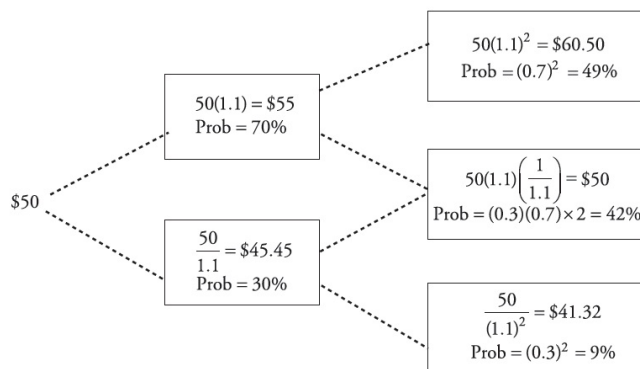 $50
50(1.1) = $55
Prob = 70%
50/1.1 = $45.45
Prob = 30%
50(1.1)² = $60.50
Prob = (0.7)² = 49%
50(1.1)(1/1.1) = $50
Prob = (0.3)(0.7) × 2 = 42%
50/(1.1)² = $41.32
Prob = (0.3)² = 9%